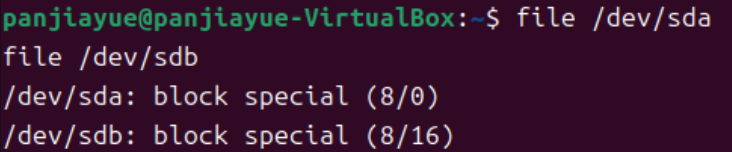 panjiayue@panjiayue-VirtualBox:~$ file /dev/sda
file /dev/sdb
/dev/sda: block special (8/0)
/dev/sdb: block special (8/16)